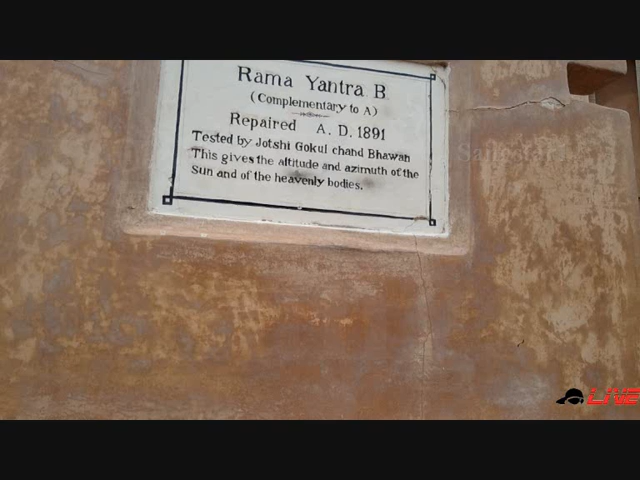 Rama Yantra B
(Complementary to A)
Repaired A. D. 1891
Tested by Jotshi Gokul chand Bhawan
This gives the altitude and azimuth of the
Sun and of the heavenly bodies.
LIVE